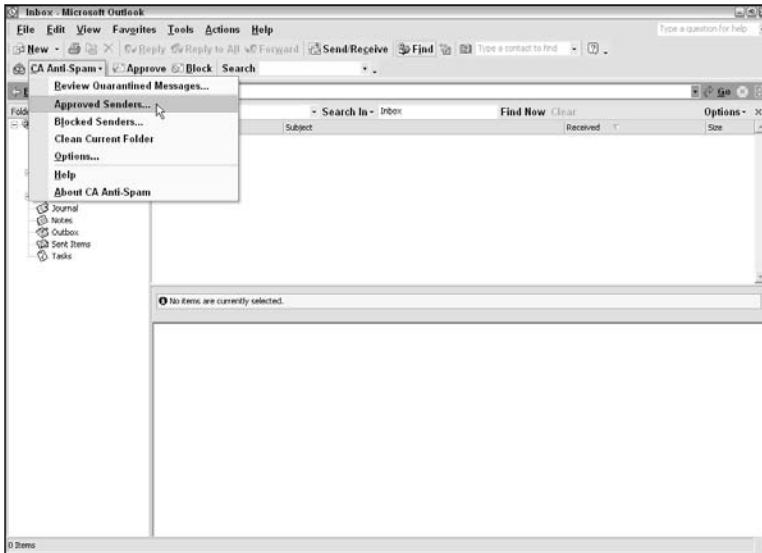 Inbox - Microsoft Outlook
File Edit View Favorites Tools Actions Help
Type a question for help
New Reply Reply to All Forward Send/Receive Find Type a contact to find
CA Anti-Spam Approve Block Search
Review Quarantined Messages...
Go
Approved Senders...
Search In Inbox Find Now Clear Options
Blocked Senders...
Subject Received Size
Clean Current Folder
Options...
Help
About CA Anti-Spam
Journal
Notes
Outbox
Sent Items
Tasks
No items are currently selected.
0 Items